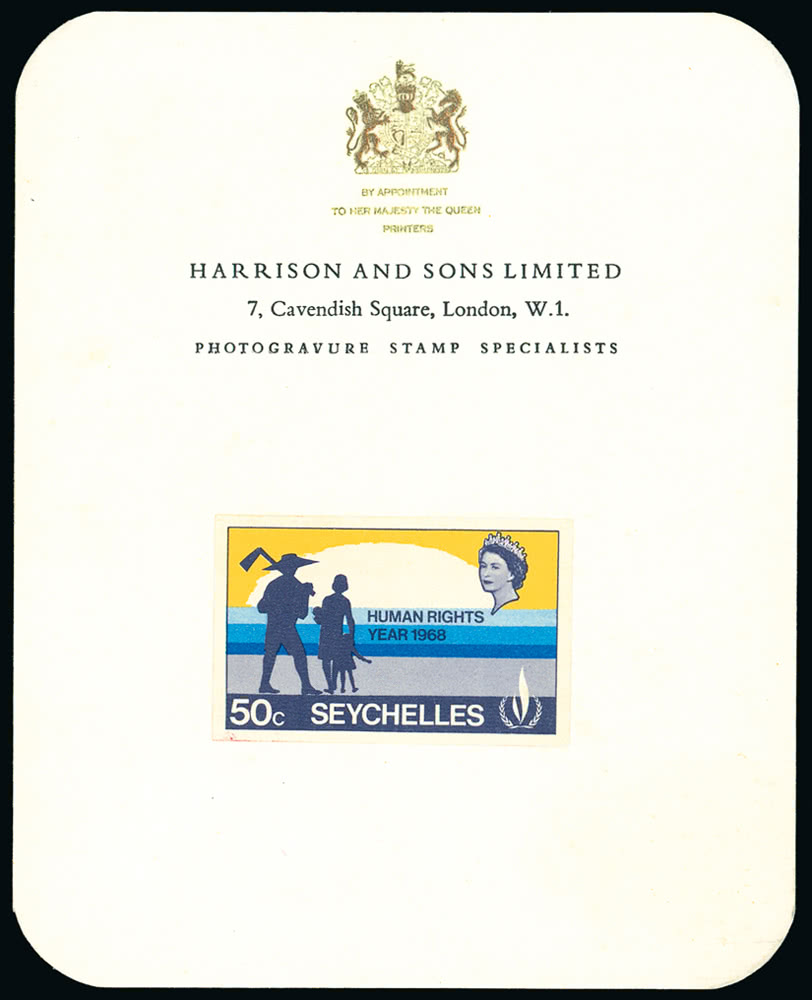 BY APPOINTMENT
TO HER MAJESTY THE QUEEN
PRINTERS
HARRISON AND SONS LIMITED
7, Cavendish Square, London, W.1.
PHOTOGRAVURE STAMP SPECIALISTS
HUMAN RIGHTS
YEAR 1968
50c SEYCHELLES